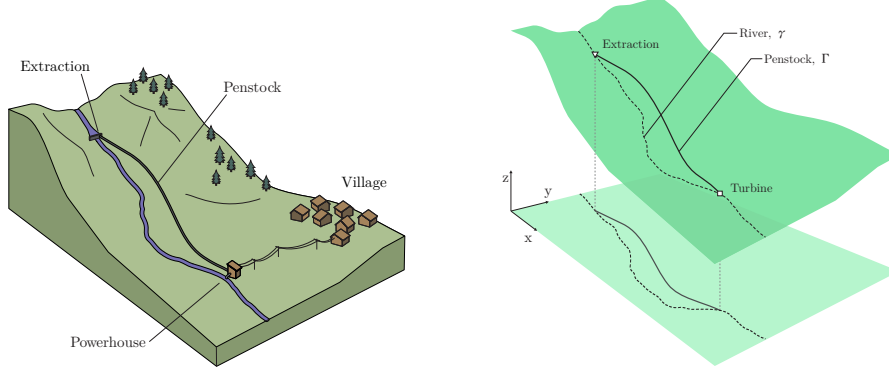 Extraction
Penstock
Village
Powerhouse
River, γ
Extraction
Penstock, Γ
Turbine
z
y
x